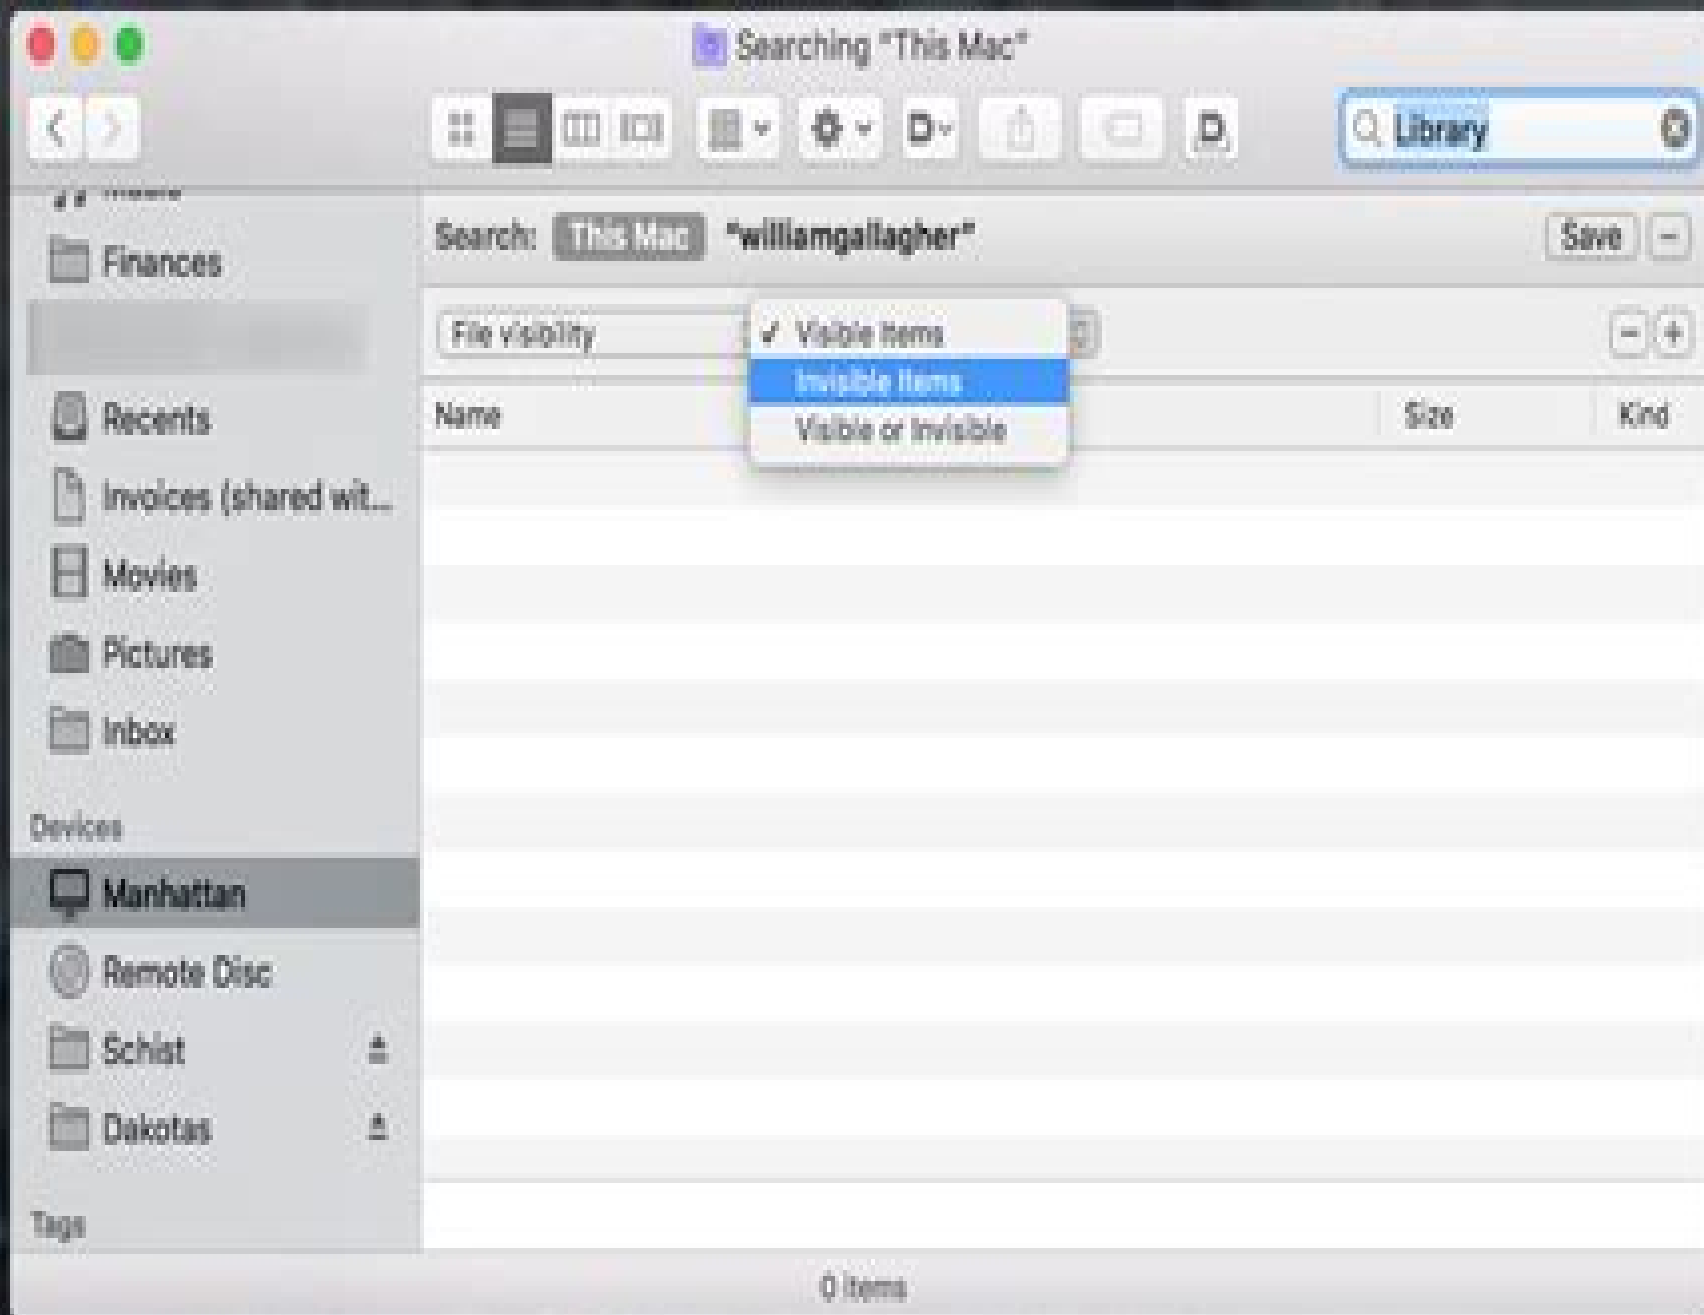 Searching "This Mac"
Library
Finances
Recents
Invoices (shared wit...
Movies
Pictures
Inbox
Devices
Manhattan
Remote Disc
Schist
Dakotas
Tags
Search: This Mac "williamgallagher" Save
File visibility
✓ Visible Items
Invisible Items
Visible or Invisible
Name Size Kind
0 items